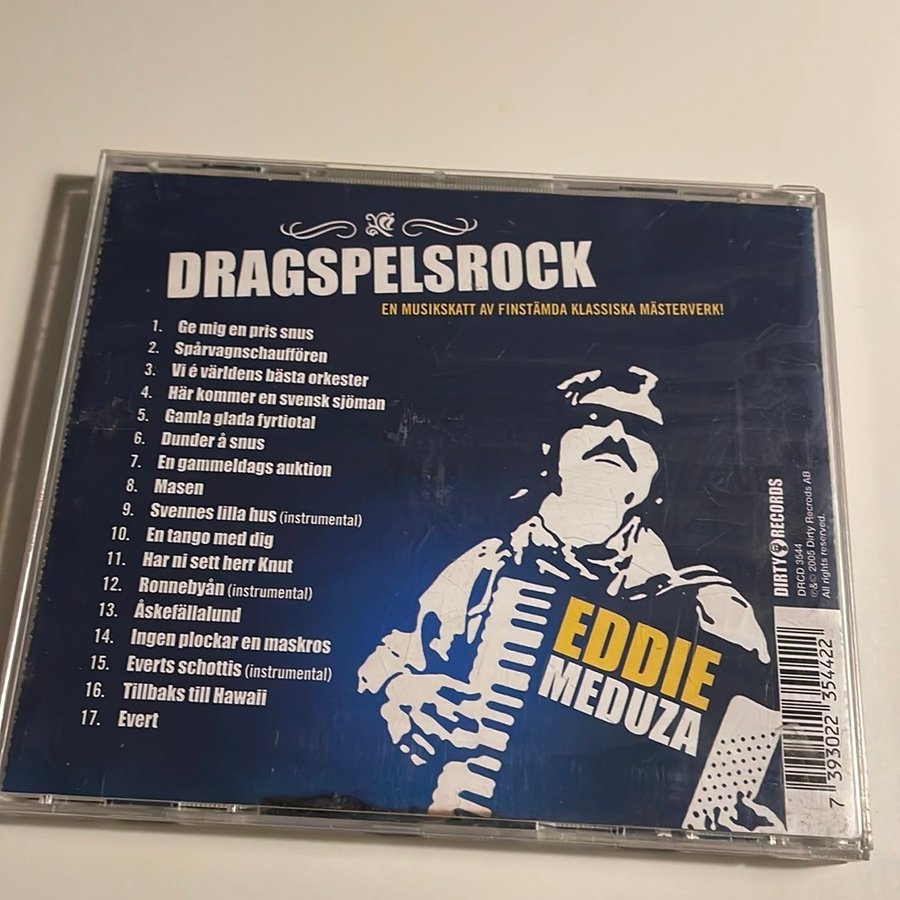 DRAGSPELSROCK
EN MUSIKSKATT AV FINSTÄMDA KLASSISKA MÄSTERVERK!
1. Ge mig en pris snus
2. Spårvagnschauffören
3. Vi é världens bästa orkester
4. Här kommer en svensk sjöman
5. Gamla glada fyrtiotal
6. Dunder å snus
7. En gammeldags auktion
8. Masen
9. Svennes lilla hus (instrumental)
10. En tango med dig
11. Har ni sett herr Knut
12. Ronnebyån (instrumental)
13. Åskefällalund
14. Ingen plockar en maskros
15. Everts schottis (instrumental)
16. Tillbaks till Hawaii
17. Evert
EDDIE
MEDUZA
DIRTY RECORDS
DRCD 3544
℗&© 2005 Dirty Recrods AB
All rights reserved.
7 393022 354422